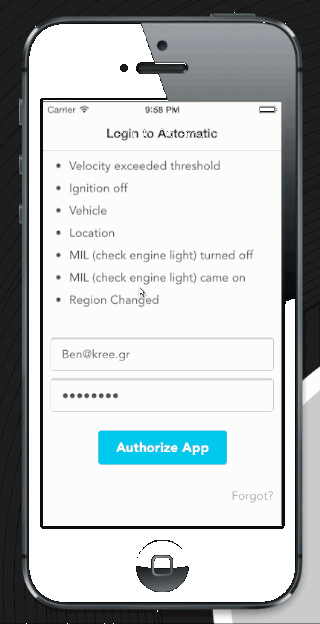 Carrier 9:58 PM
Login to Automatic
• Velocity exceeded threshold
• Ignition off
• Vehicle
• Location
• MIL (check engine light) turned off
• MIL (check engine light) came on
• Region Changed
Ben@kree.gr
••••••••
Authorize App
Forgot?